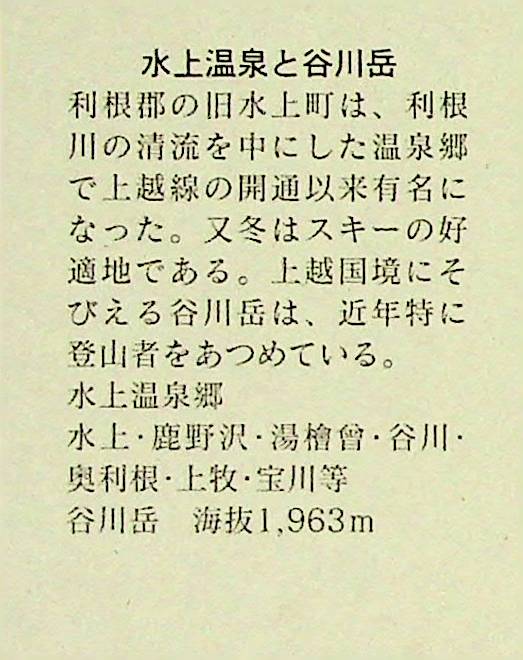 水上温泉と谷川岳
利根郡の旧水上町は、利根
川の清流を中にした温泉郷
で上越線の開通以来有名に
なった。又冬はスキーの好
適地である。上越国境にそ
びえる谷川岳は、近年特に
登山者をあつめている。
水上温泉郷
水上・鹿野沢・湯檜曾・谷川・
奥利根・上牧・宝川等
谷川岳　海抜1,963m